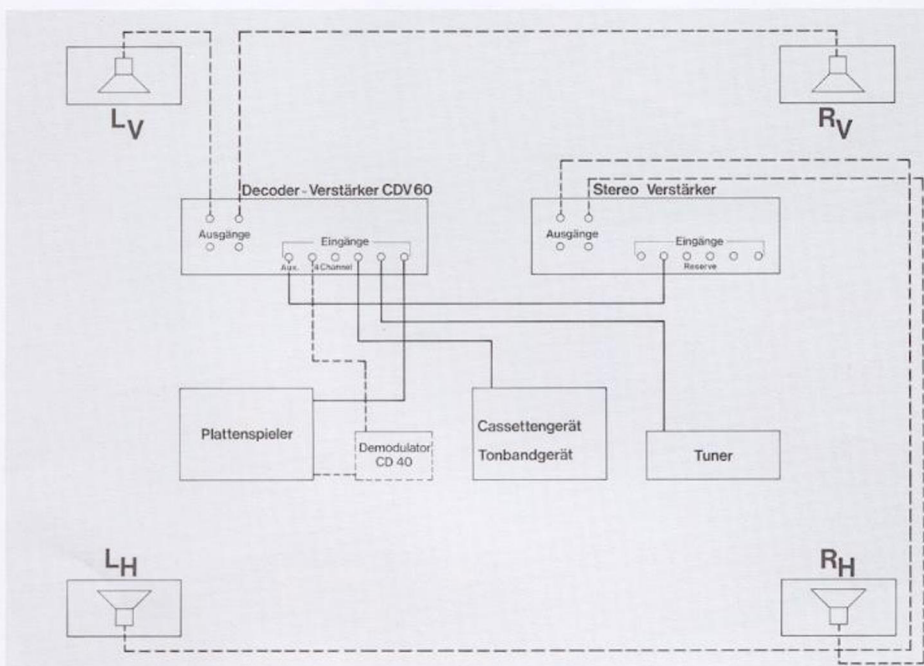 LV
RV
Decoder - Verstärker CDV 60
Stereo Verstärker
Ausgänge
Eingänge
Aux.
4 Channel
Ausgänge
Eingänge
Reserve
Plattenspieler
Demodulator
CD 40
Cassettengerät
Tonbandgerät
Tuner
LH
RH